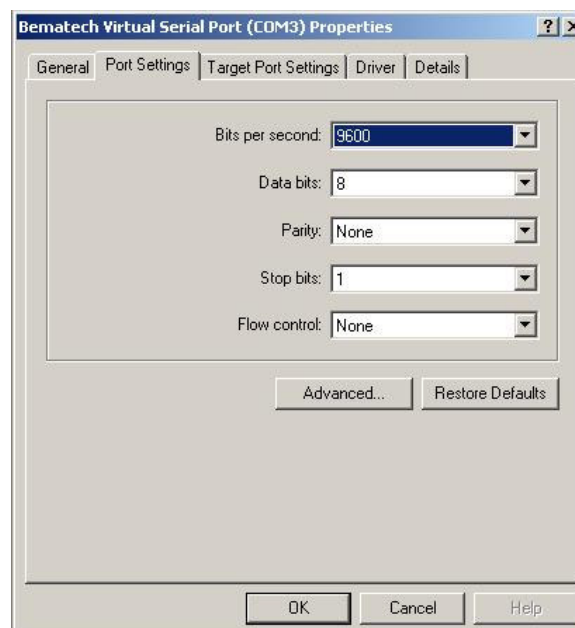 Bematech Virtual Serial Port (COM3) Properties
General Port Settings Target Port Settings Driver Details
Bits per second: 9600
Data bits: 8
Parity: None
Stop bits: 1
Flow control: None
Advanced... Restore Defaults
OK Cancel Help